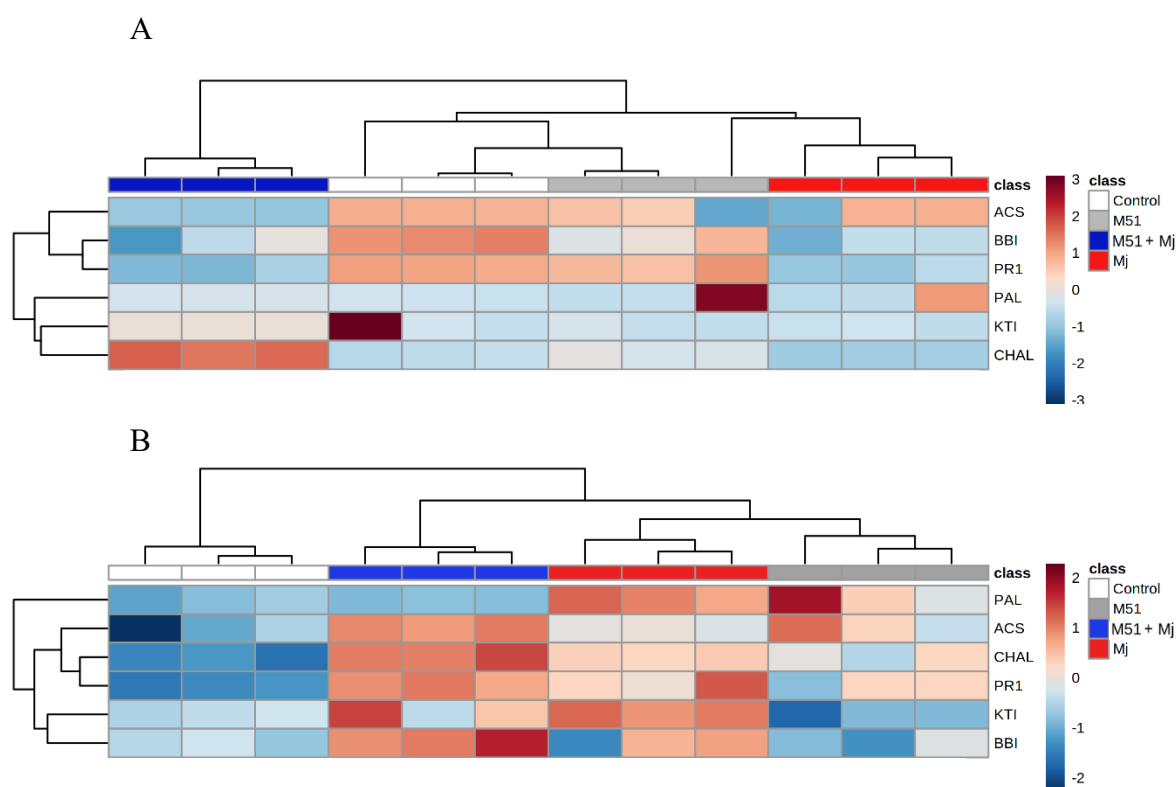 A
class
ACS
BBI
PR1
PAL
KTI
CHAL
3
2
1
0
-1
-2
-3
class
Control
M51
M51 + Mj
Mj
B
class
PAL
ACS
CHAL
PR1
KTI
BBI
2
1
0
-1
-2
class
Control
M51
M51 + Mj
Mj